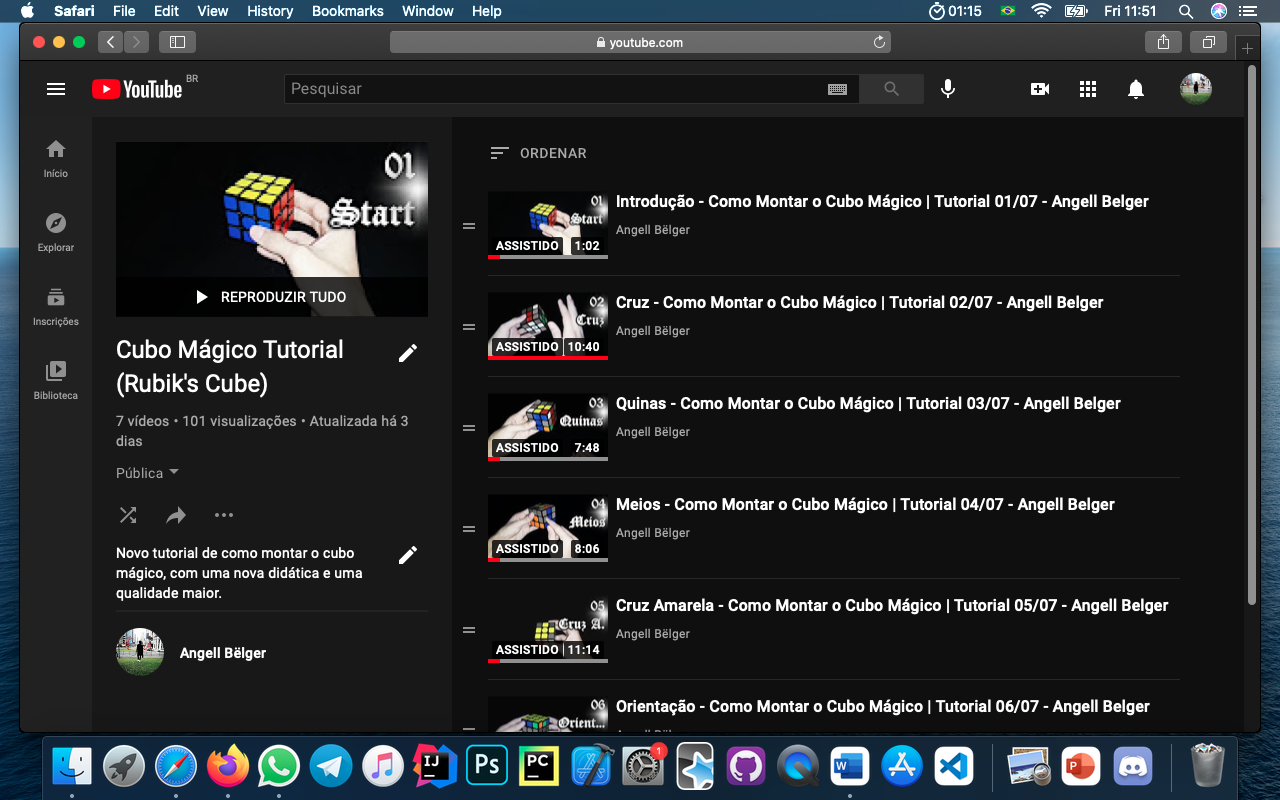 Safari File Edit View History Bookmarks Window Help 01:15 Fri 11:51
youtube.com
YouTube BR
Pesquisar
Início
Explorar
Inscrições
Biblioteca
01
Start
REPRODUZIR TUDO
Cubo Mágico Tutorial
(Rubik's Cube)
7 vídeos • 101 visualizações • Atualizada há 3
dias
Pública
Novo tutorial de como montar o cubo
mágico, com uma nova didática e uma
qualidade maior.
Angell Bëlger
ORDENAR
01
Start
ASSISTIDO 1:02
Introdução - Como Montar o Cubo Mágico | Tutorial 01/07 - Angell Belger
Angell Bëlger
02
Cruz
ASSISTIDO 10:40
Cruz - Como Montar o Cubo Mágico | Tutorial 02/07 - Angell Belger
Angell Bëlger
03
Quinas
ASSISTIDO 7:48
Quinas - Como Montar o Cubo Mágico | Tutorial 03/07 - Angell Belger
Angell Bëlger
04
Meios
ASSISTIDO 8:06
Meios - Como Montar o Cubo Mágico | Tutorial 04/07 - Angell Belger
Angell Bëlger
05
Cruz A.
ASSISTIDO 11:14
Cruz Amarela - Como Montar o Cubo Mágico | Tutorial 05/07 - Angell Belger
Angell Bëlger
06
Orient...
Orientação - Como Montar o Cubo Mágico | Tutorial 06/07 - Angell Belger
IJ Ps PC 1 W P